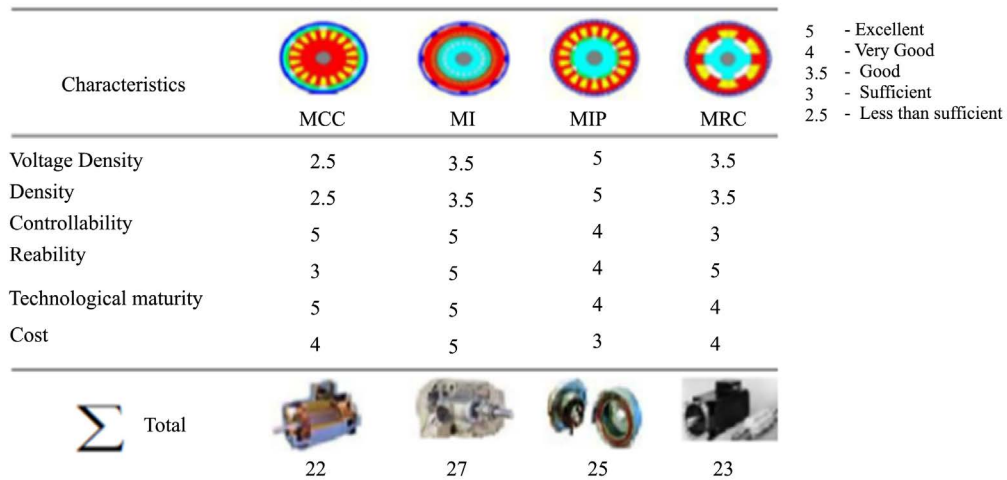 Characteristics
MCC MI MIP MRC
5 - Excellent
4 - Very Good
3.5 - Good
3 - Sufficient
2.5 - Less than sufficient
Voltage Density 2.5 3.5 5 3.5
Density 2.5 3.5 5 3.5
Controllability 5 5 4 3
Reability 3 5 4 5
Technological maturity 5 5 4 4
Cost 4 5 3 4
∑ Total
22 27 25 23